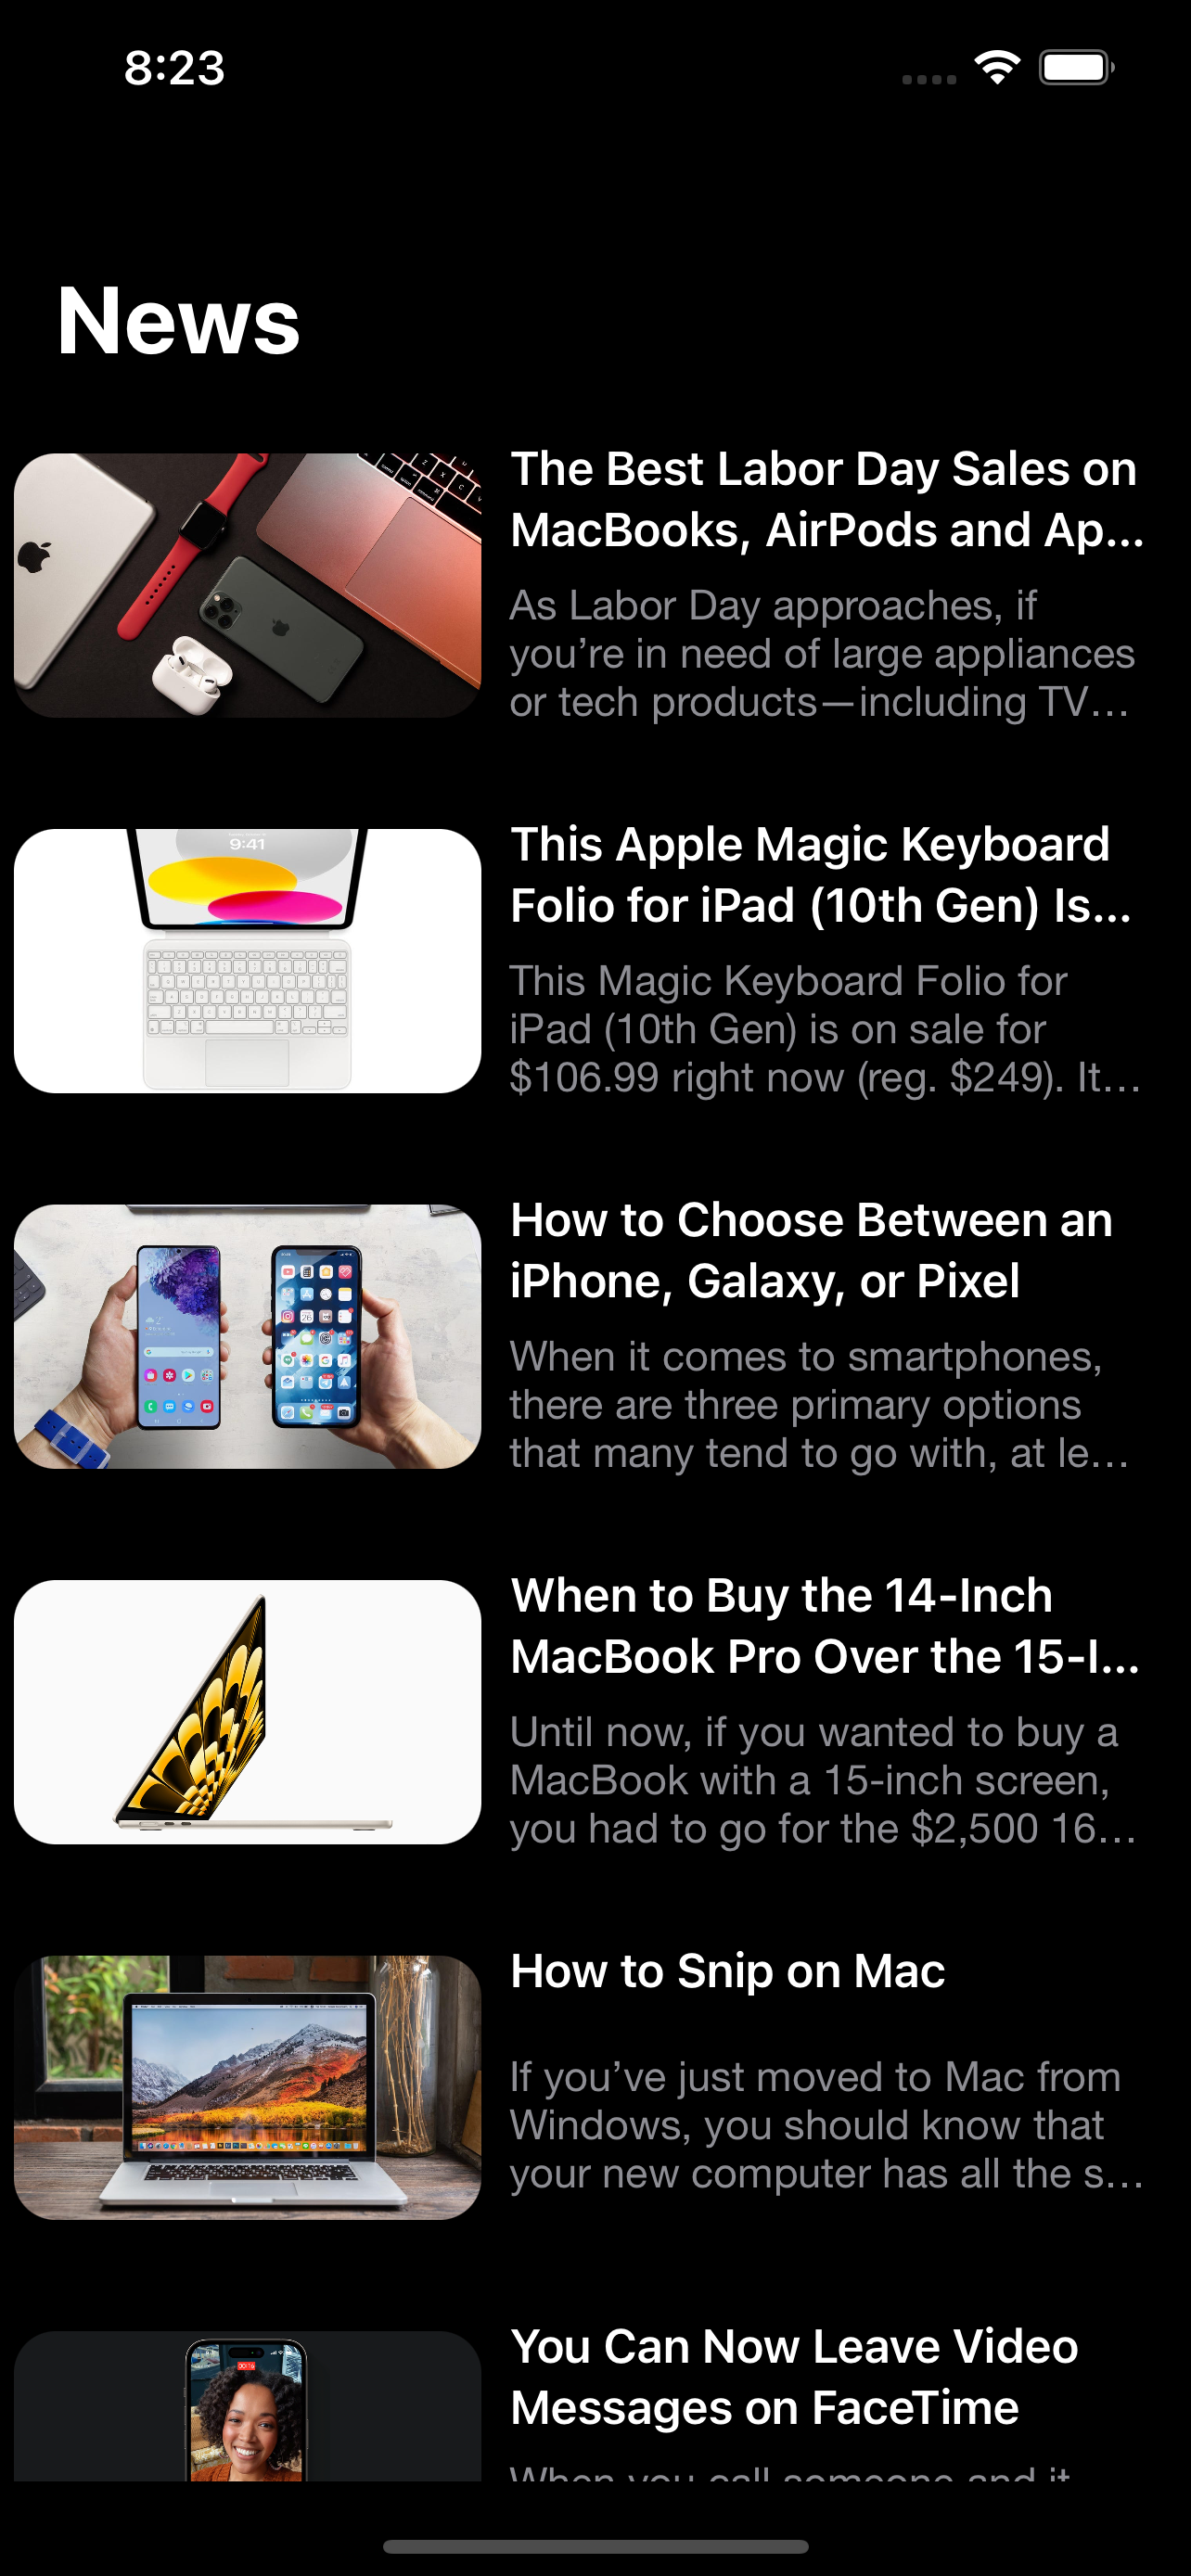 8:23
News
The Best Labor Day Sales on
MacBooks, AirPods and Ap...
As Labor Day approaches, if
you’re in need of large appliances
or tech products—including TV...
9:41
This Apple Magic Keyboard
Folio for iPad (10th Gen) Is...
This Magic Keyboard Folio for
iPad (10th Gen) is on sale for
$106.99 right now (reg. $249). It...
How to Choose Between an
iPhone, Galaxy, or Pixel
When it comes to smartphones,
there are three primary options
that many tend to go with, at le...
When to Buy the 14-Inch
MacBook Pro Over the 15-I...
Until now, if you wanted to buy a
MacBook with a 15-inch screen,
you had to go for the $2,500 16...
How to Snip on Mac
If you’ve just moved to Mac from
Windows, you should know that
your new computer has all the s...
You Can Now Leave Video
Messages on FaceTime
When you call someone and it